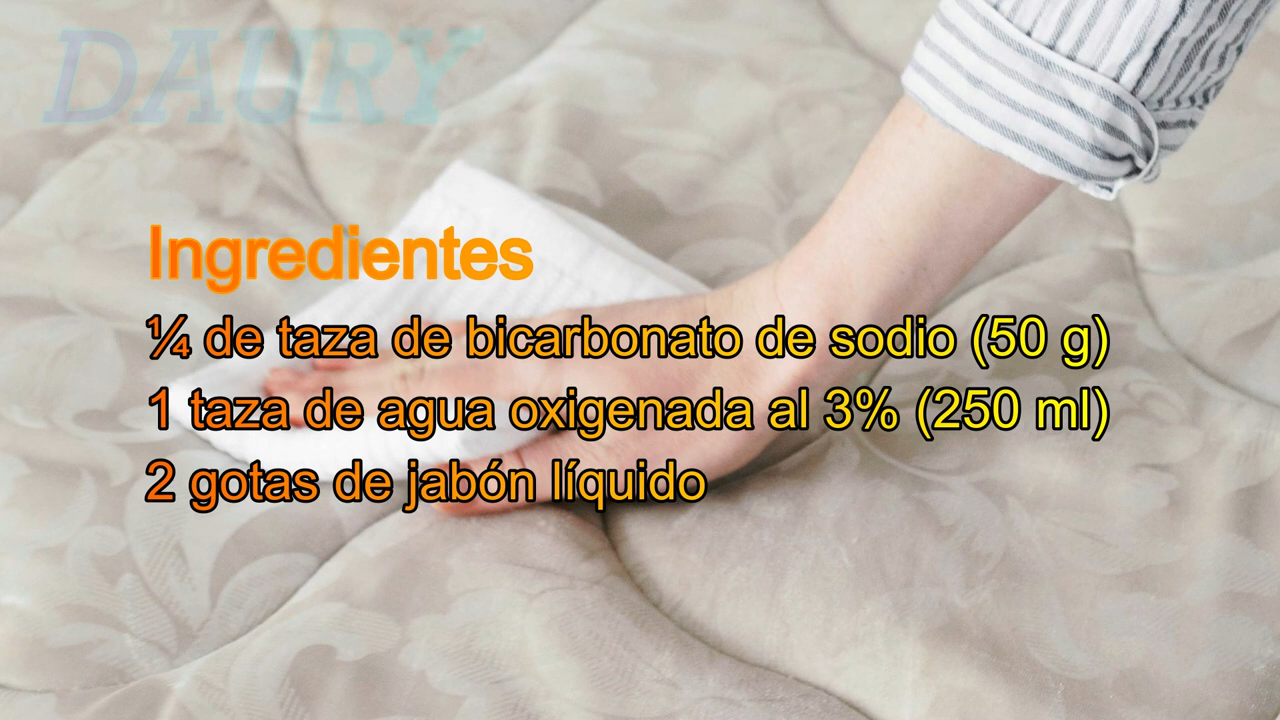 DAURY
Ingredientes
¼ de taza de bicarbonato de sodio (50 g)
1 taza de agua oxigenada al 3% (250 ml)
2 gotas de jabón líquido